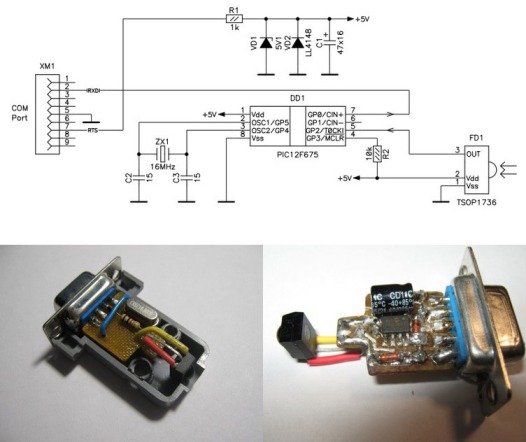 R1
1k
+5V
VD1
5V1
VD2
LL4148
C1
+
47x16
XM1
COM
Port
1
2
3
4
5
6
7
8
9
RXD
RTS
DD1
+5V
1 Vdd
2 OSC1/GP5
3 OSC2/GP4
8 Vss
GP0/CIN+ 7
GP1/CIN- 6
GP2/T0CKI 5
GP3/MCLR 4
PIC12F675
ZX1
16MHz
C2
15
C3
15
10k
R2
+5V
FD1
3 OUT
2 Vdd
1 Vss
TSOP1736